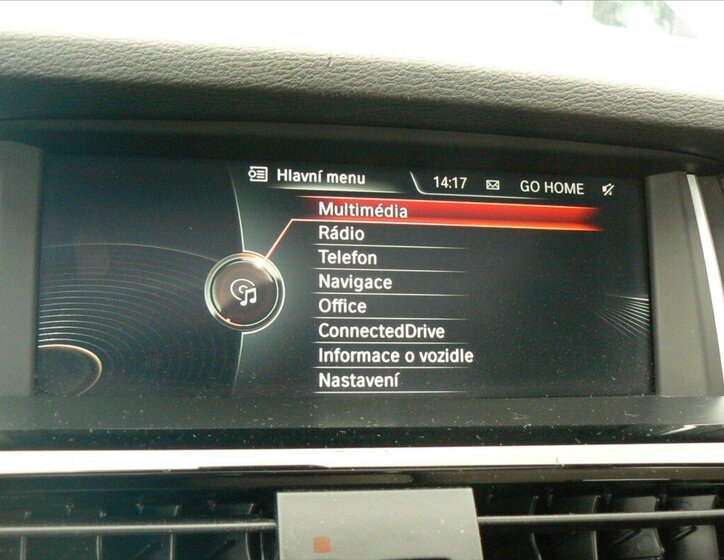 Hlavní menu 14:17 GO HOME
Multimédia
Rádio
Telefon
Navigace
Office
ConnectedDrive
Informace o vozidle
Nastavení